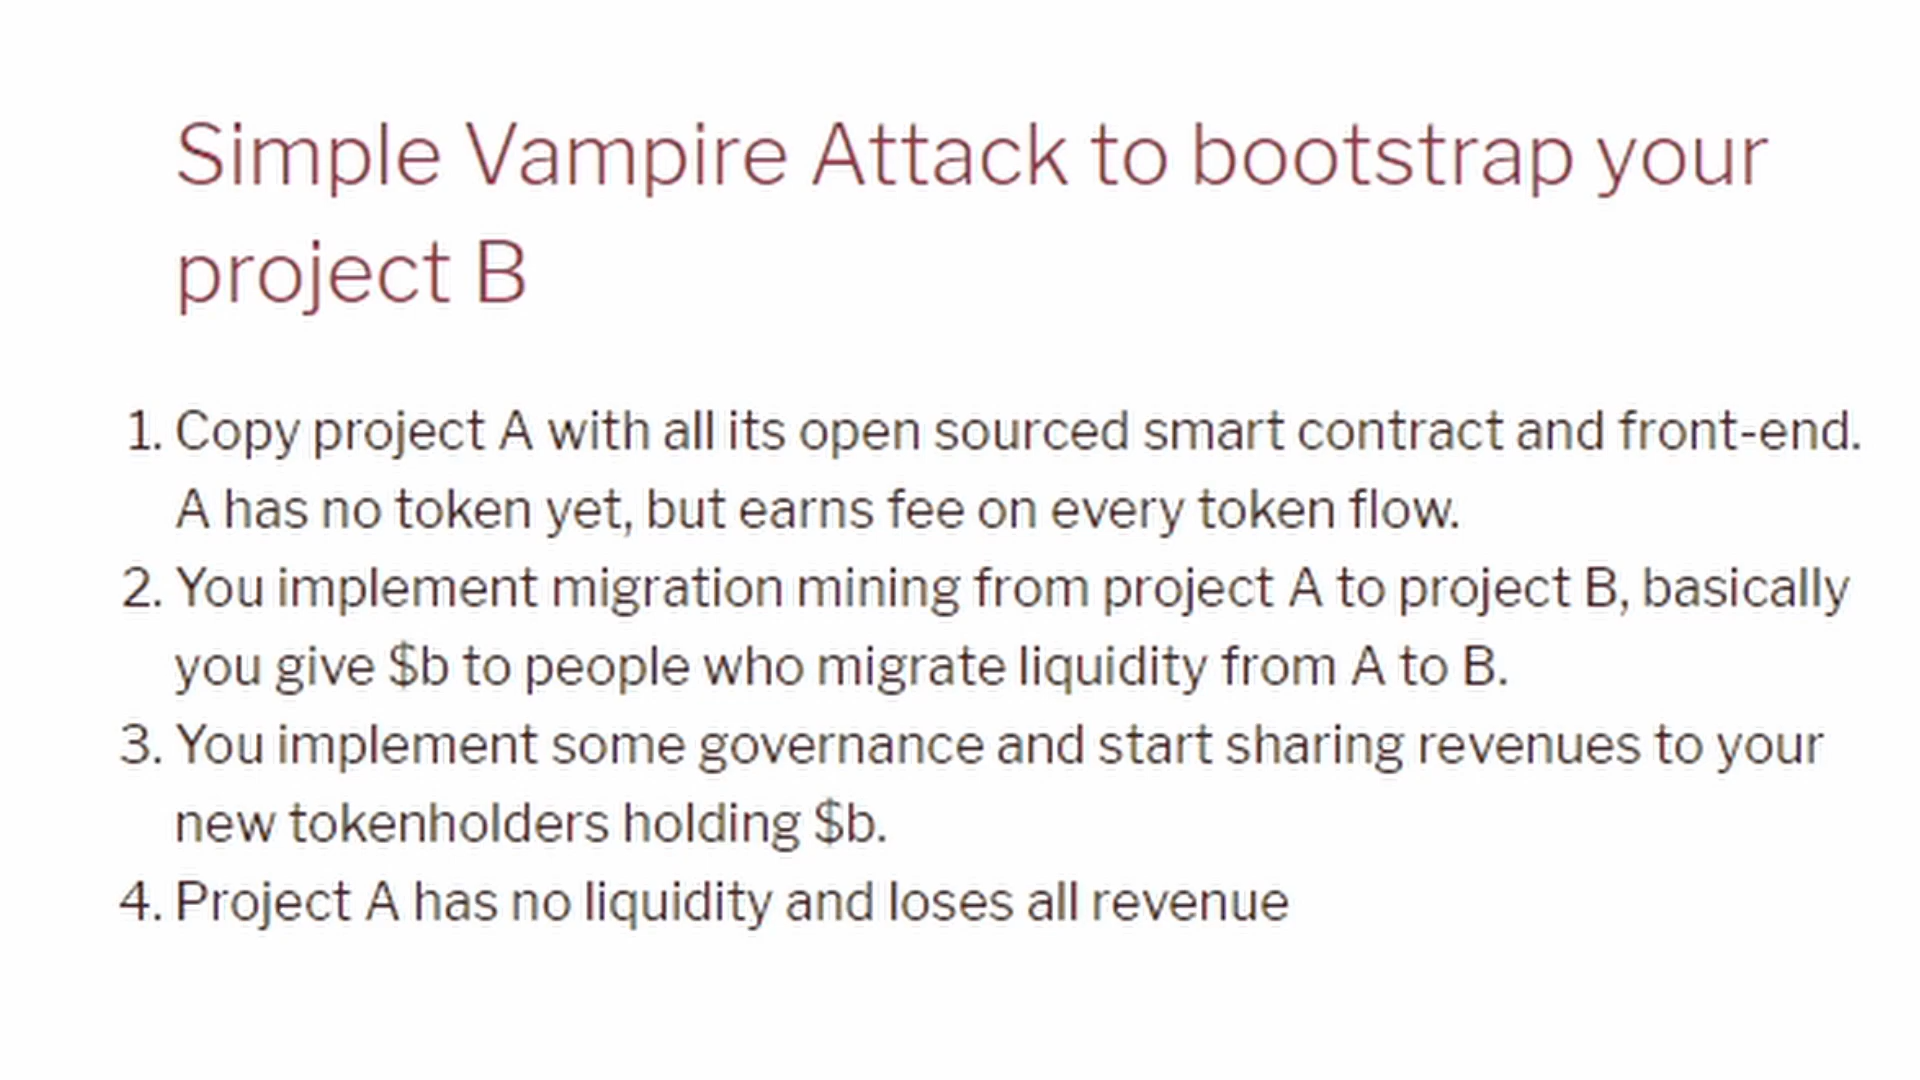 Simple Vampire Attack to bootstrap your
project B
1. Copy project A with all its open sourced smart contract and front-end.
A has no token yet, but earns fee on every token flow.
2. You implement migration mining from project A to project B, basically
you give $b to people who migrate liquidity from A to B.
3. You implement some governance and start sharing revenues to your
new tokenholders holding $b.
4. Project A has no liquidity and loses all revenue